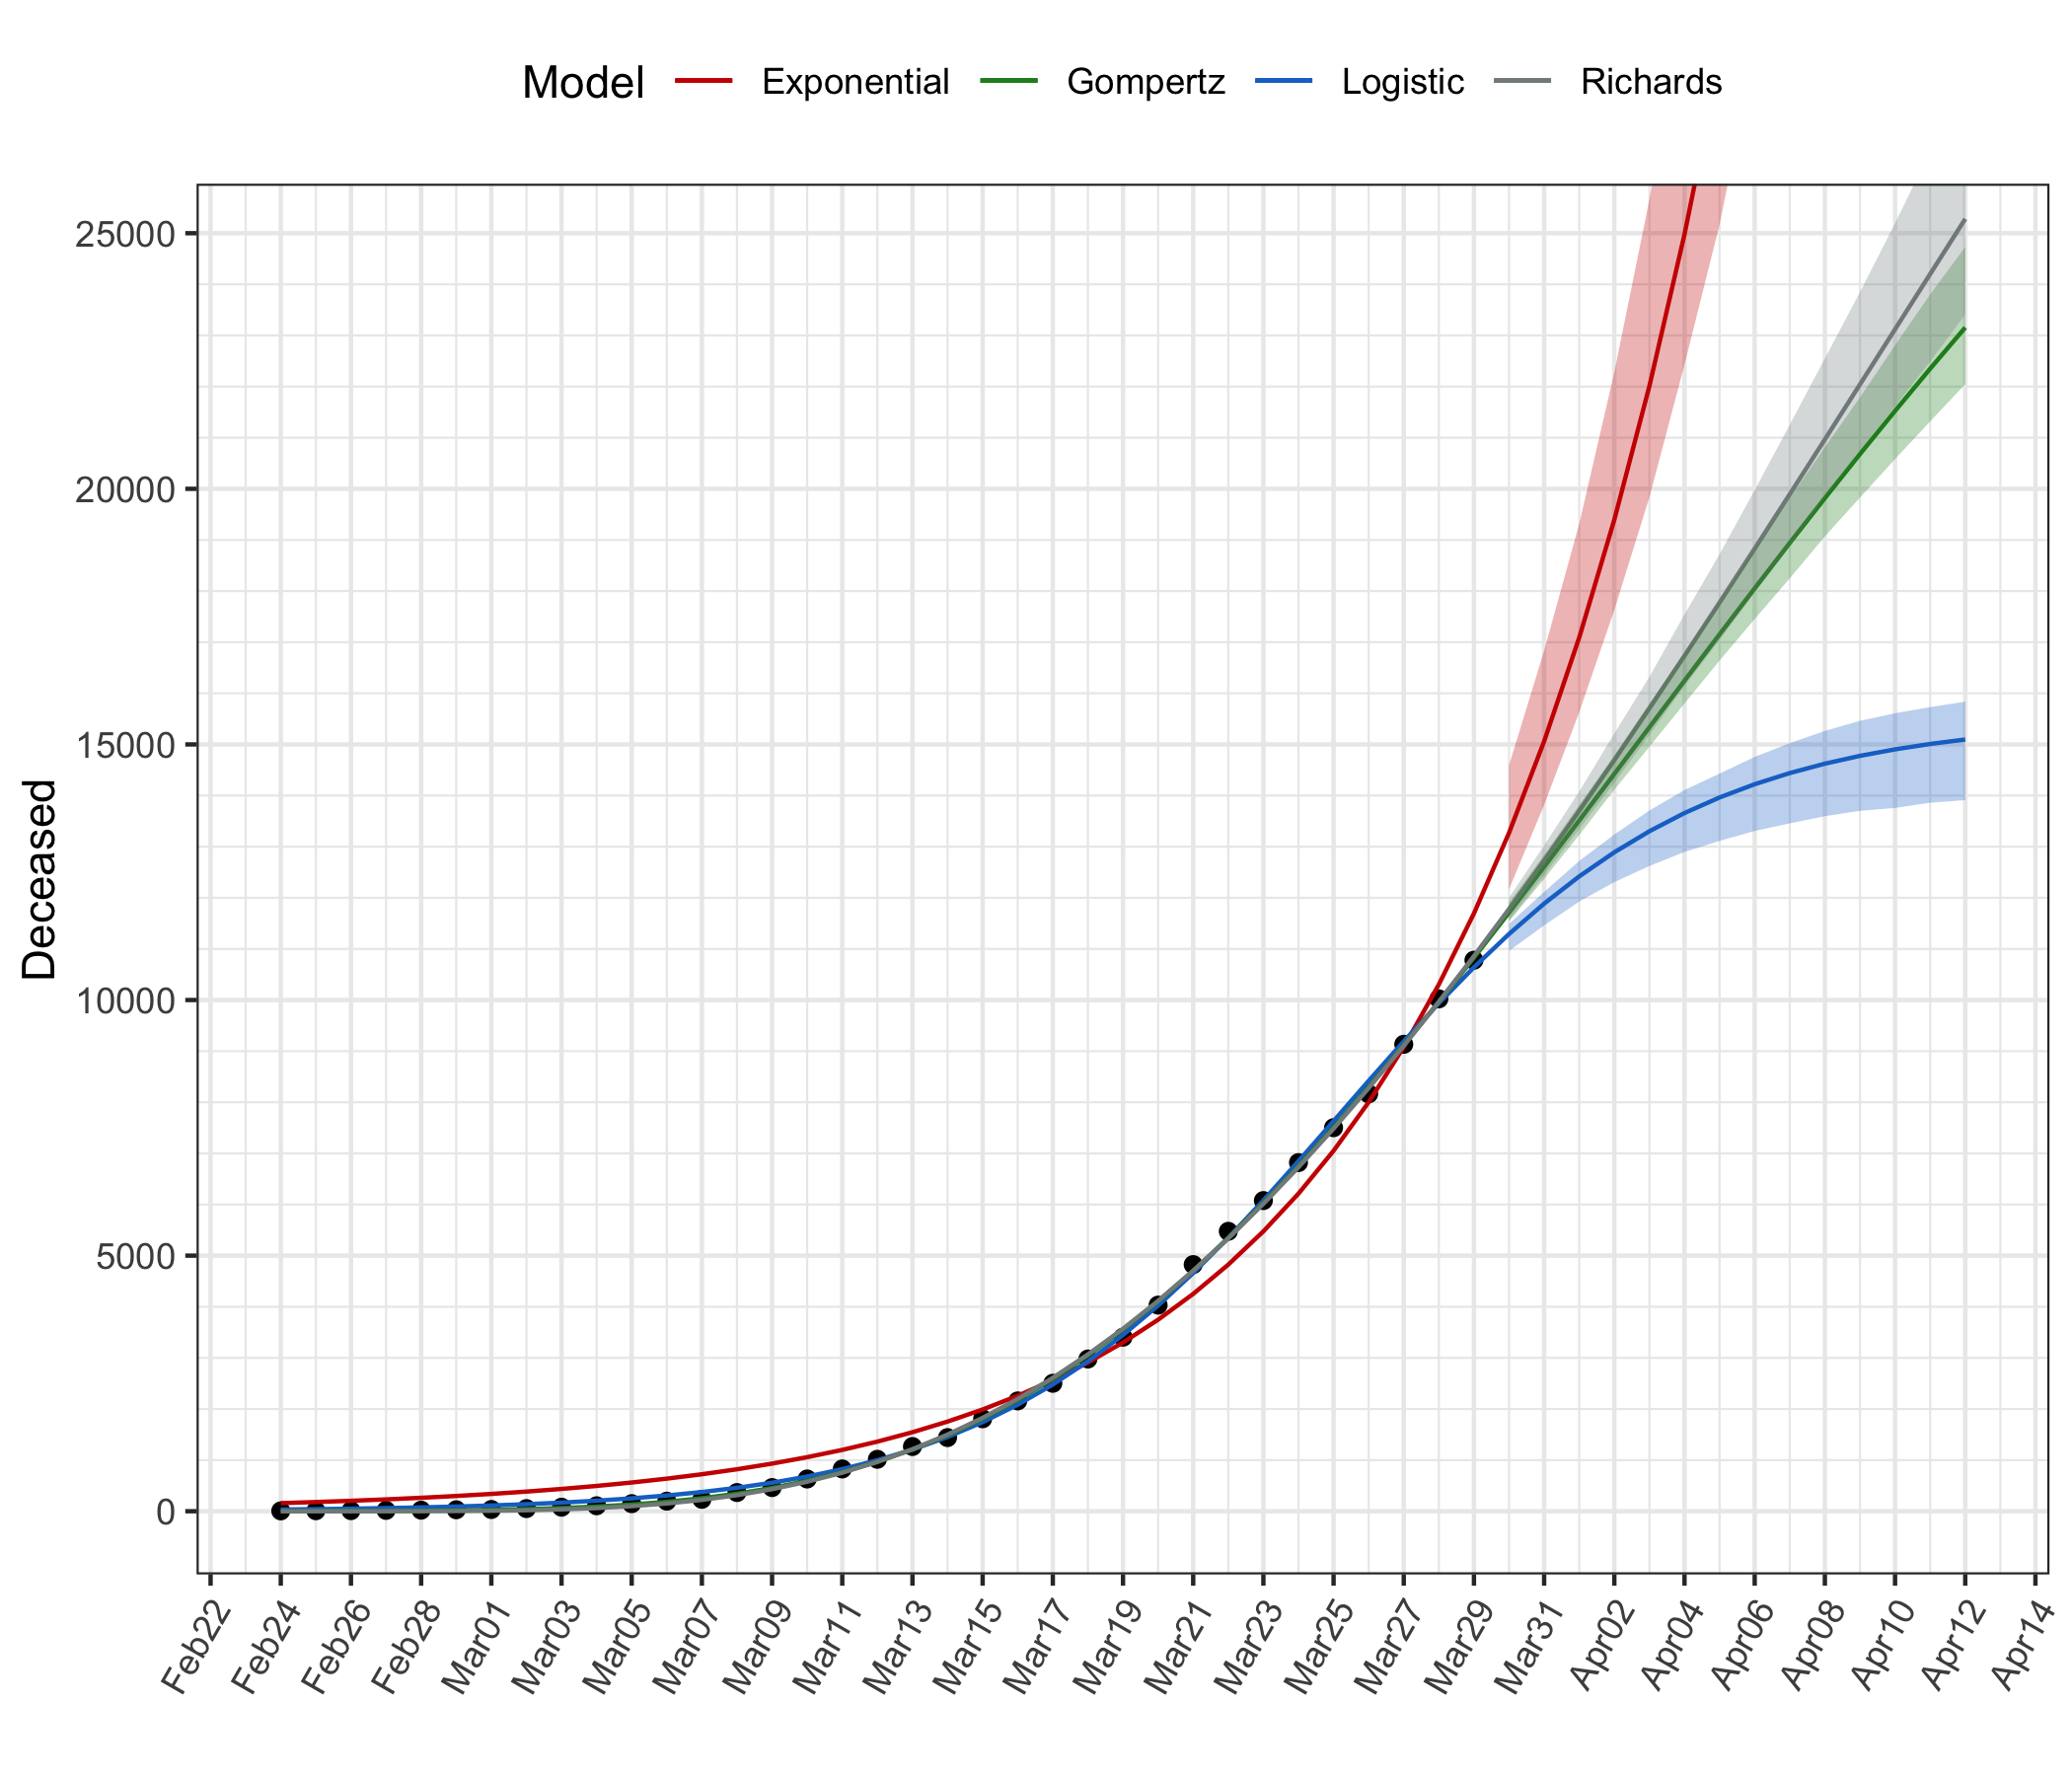 Model Exponential Gompertz Logistic Richards
25000
20000
15000
10000
5000
0
Deceased
Feb22 Feb24 Feb26 Feb28 Mar01 Mar03 Mar05 Mar07 Mar09 Mar11 Mar13 Mar15 Mar17 Mar19 Mar21 Mar23 Mar25 Mar27 Mar29 Mar31 Apr02 Apr04 Apr06 Apr08 Apr10 Apr12 Apr14